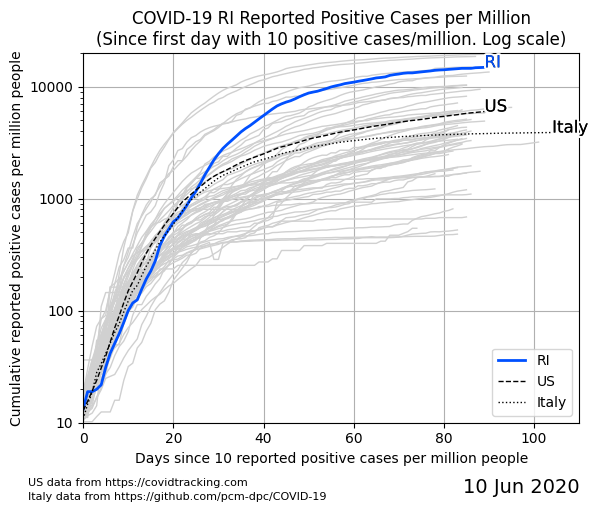 COVID-19 RI Reported Positive Cases per Million
(Since first day with 10 positive cases/million. Log scale)
Cumulative reported positive cases per million people
10000
1000
100
10
RI
US
Italy
RI
US
Italy
0
20
40
60
80
100
Days since 10 reported positive cases per million people
US data from https://covidtracking.com
Italy data from https://github.com/pcm-dpc/COVID-19
10 Jun 2020